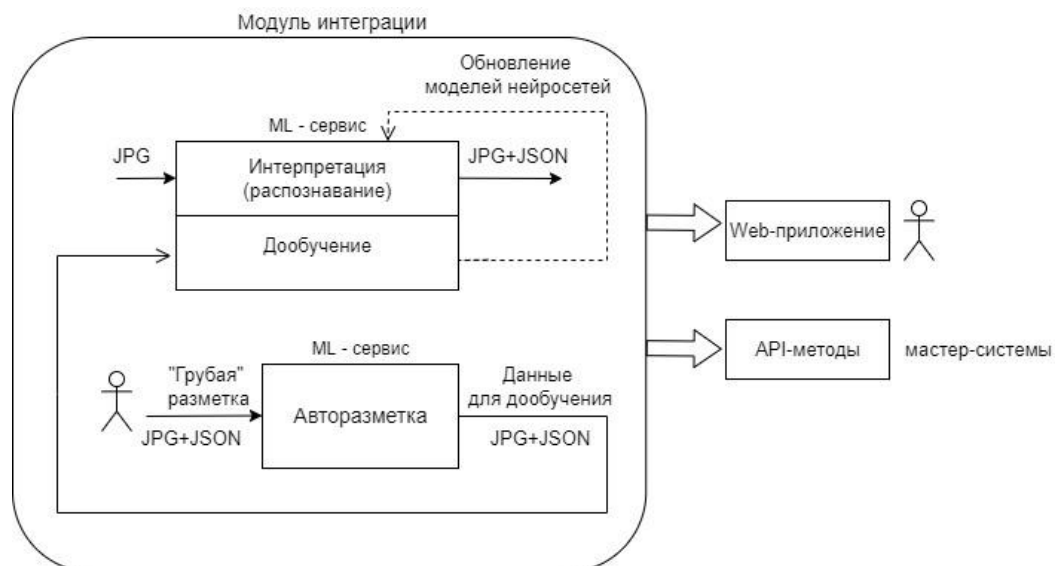 Модуль интеграции
Обновление
моделей нейросетей
ML - сервис
JPG
Интерпретация
(распознавание)
JPG+JSON
Дообучение
Web-приложение
ML - сервис
API-методы
мастер-системы
"Грубая"
разметка
JPG+JSON
Авторазметка
Данные
для дообучения
JPG+JSON